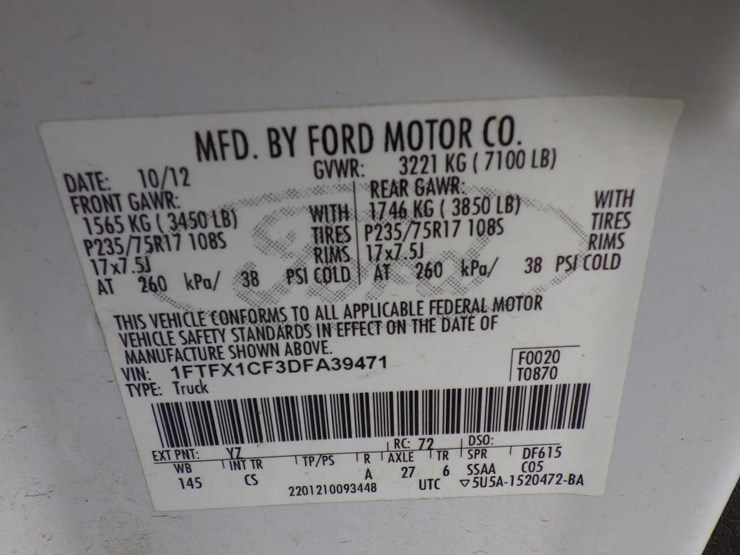 MFD. BY FORD MOTOR CO.
DATE: 10/12 GVWR: 3221 KG ( 7100 LB)
FRONT GAWR: REAR GAWR:
1565 KG ( 3450 LB) WITH 1746 KG ( 3850 LB) WITH
P235/75R17 108S TIRES P235/75R17 108S TIRES
17x7.5J RIMS 17x7.5J RIMS
AT 260 kPa/ 38 PSI COLD AT 260 kPa/ 38 PSI COLD
Ford
THIS VEHICLE CONFORMS TO ALL APPLICABLE FEDERAL MOTOR
VEHICLE SAFETY STANDARDS IN EFFECT ON THE DATE OF
MANUFACTURE SHOWN ABOVE.
VIN: 1FTFX1CF3DFA39471 F0020
TYPE: Truck T0870
EXT PNT: YZ RC: 72 DSO:
WB INT TR TP/PS R AXLE TR SPR DF615
145 CS A 27 6 SSAA C05
2201210093448 UTC ▽5U5A-1520472-BA